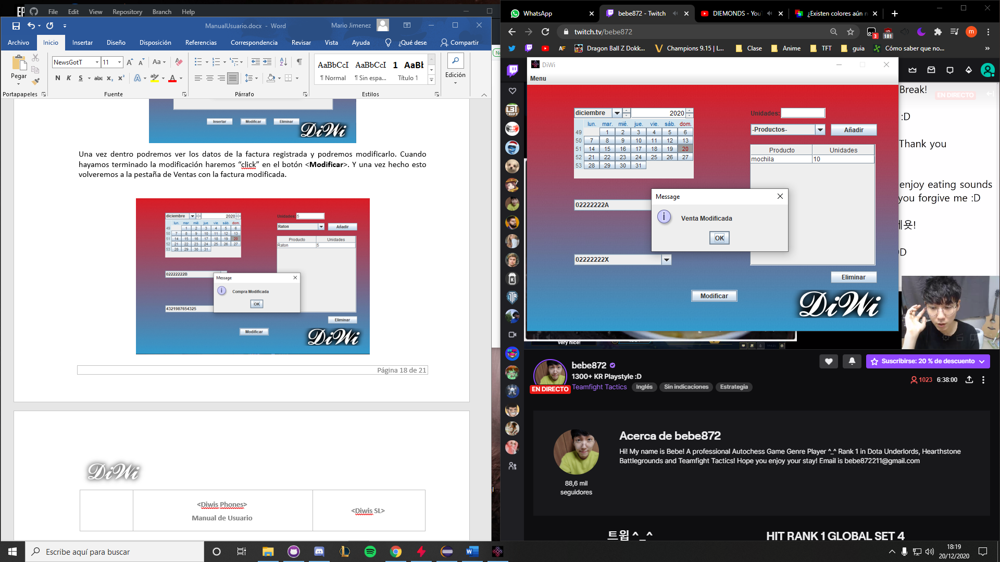 File Edit View Repository Branch Help
ManualUsuario.docx - Word
Mario Jimenez
Archivo Inicio Insertar Diseño Disposición Referencias Correspondencia Revisar Vista Ayuda ¿Qué dese Compartir
Pegar
NewsGotT 11
AaBbCcI AaBbCcI 1 AaBb
¶ Normal ¶ Sin espa... Título 1
Edición
Portapapeles Fuente Párrafo Estilos
Insertar Modificar Eliminar
DiWi
Una vez dentro podremos ver los datos de la factura registrada y podremos modificarlo. Cuando
hayamos terminado la modificación haremos “click” en el botón <Modificar>. Y una vez hecho esto
volveremos a la pestaña de Ventas con la factura modificada.
diciembre 2020
lun. mar. mié. jue. vie. sáb. dom.
49 1 2 3 4 5 6
50 7 8 9 10 11 12 13
51 14 15 16 17 18 19 20
52 21 22 23 24 25 26 27
53 28 29 30 31
Unidades: 5
Raton Añadir
Producto Unidades
Raton 5
02222222B
Message
Compra Modificada
OK
4321987654325
Eliminar
Modificar
DiWi
Página 18 de 21
DiWi
<Diwis Phones>
Manual de Usuario
<Diwis SL>
WhatsApp
bebe872 - Twitch
DIEMONDS - You
¿Existen colores aún n
twitch.tv/bebe872
3
181
m
Dragon Ball Z Dokk...
Champions 9.15 | L...
Clase
Anime
TFT
guia
Cómo saber que no...
DiWi
Menu
diciembre 2020
lun. mar. mié. jue. vie. sáb. dom.
49 1 2 3 4 5 6
50 7 8 9 10 11 12 13
51 14 15 16 17 18 19 20
52 21 22 23 24 25 26 27
53 28 29 30 31
Unidades:
-Productos- Añadir
Producto Unidades
mochila 10
02222222A
Message
Venta Modificada
OK
02222222X
Eliminar
Modificar
DiWi
Break!
EN DIRECTO
:D
Thank you
enjoy eating sounds
you forgive me :D
very nice!
bebe872
1300+ KR Playstyle :D
EN DIRECTO
Teamfight Tactics Inglés Sin indicaciones Estrategia
Suscribirse: 20 % de descuento
1023 6:38:00
Acerca de bebe872
Hi! My name is Bebe! A professional Autochess Game Genre Player ^_^ Rank 1 in Dota Underlords, Hearthstone
Battlegrounds and Teamfight Tactics! Hope you enjoy your stay! Email is bebe872211@gmail.com
88,6 mil
seguidores
트윕 ^_^
HIT RANK 1 GLOBAL SET 4
Escribe aquí para buscar
18:19
20/12/2020